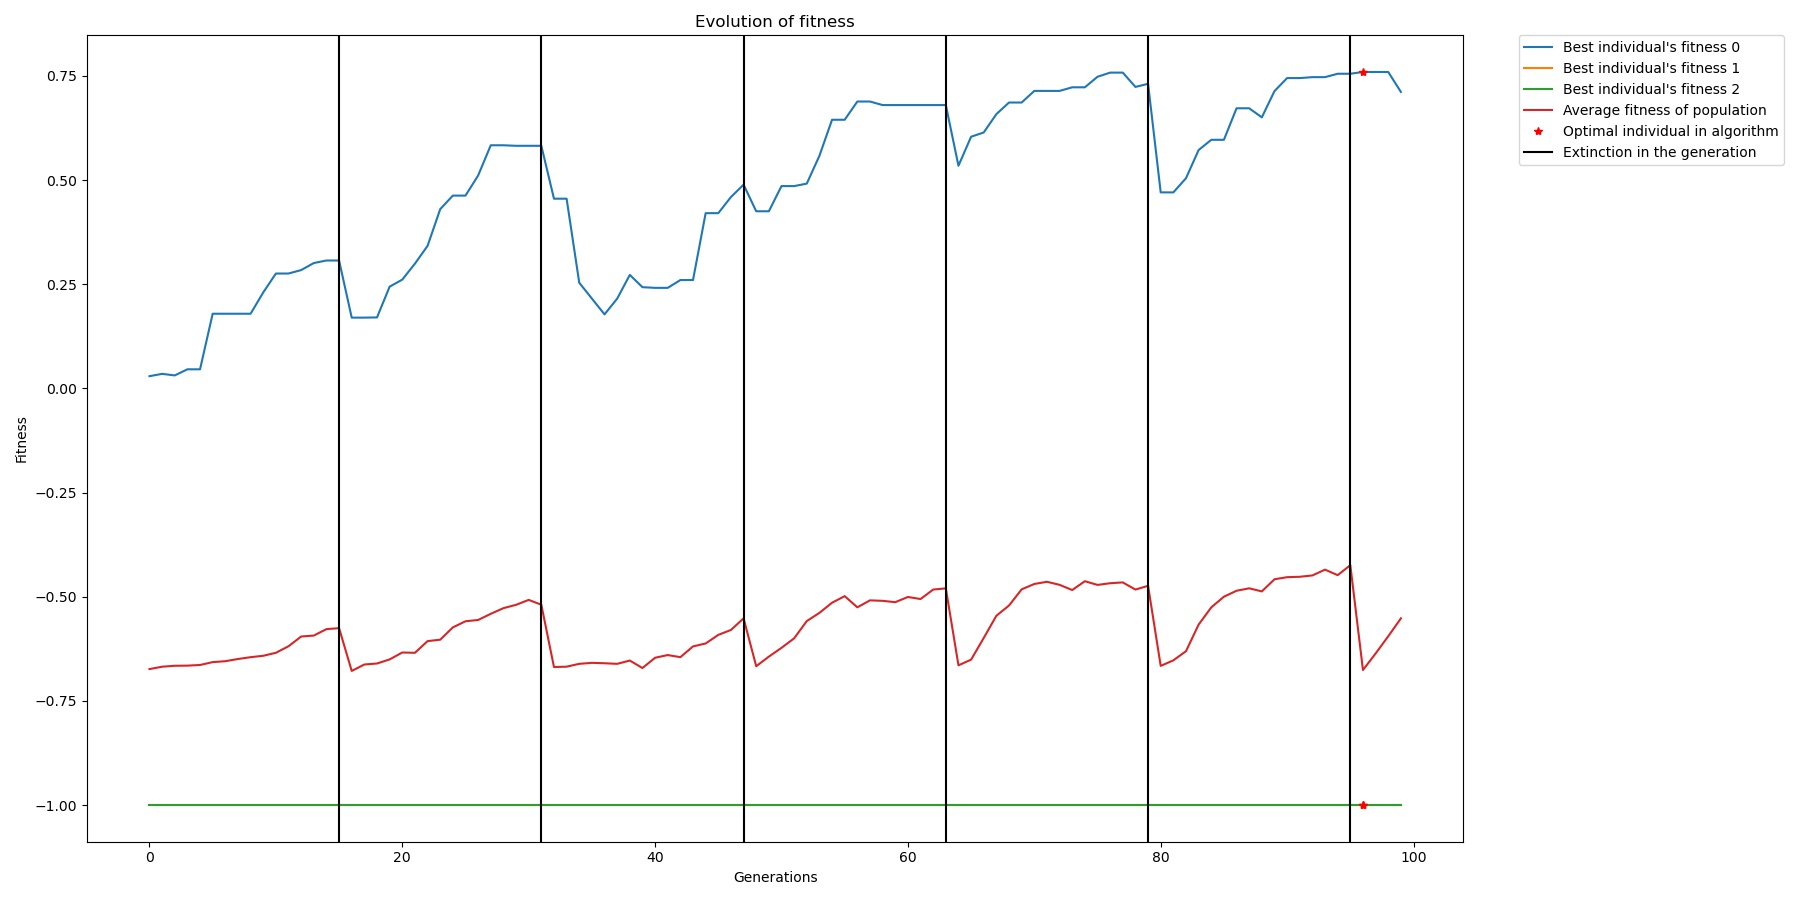 Evolution of fitness
Best individual's fitness 0
Best individual's fitness 1
Best individual's fitness 2
Average fitness of population
Optimal individual in algorithm
Extinction in the generation
Fitness
0.75
0.50
0.25
0.00
−0.25
−0.50
−0.75
−1.00
0 20 40 60 80 100
Generations